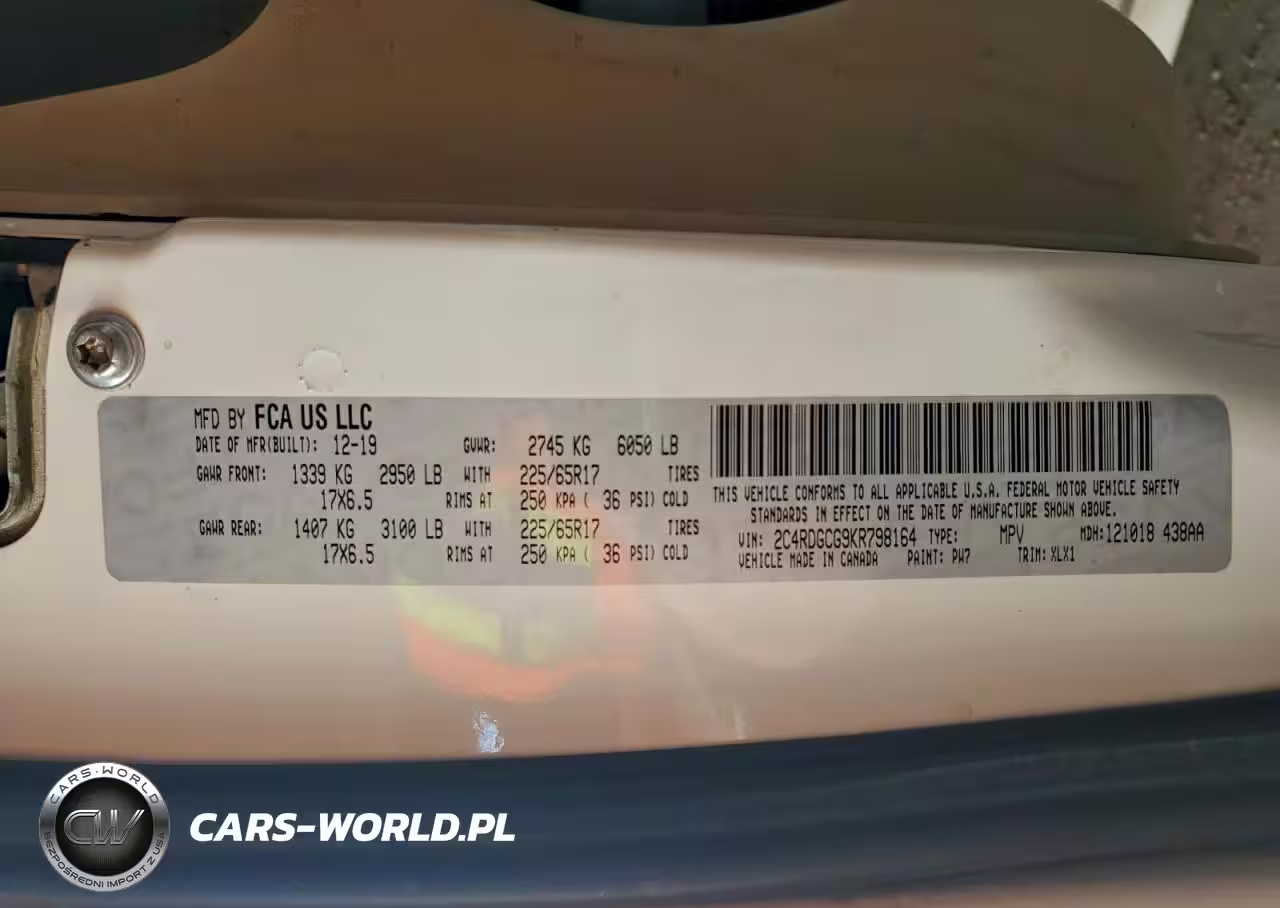 MFD BY FCA US LLC
DATE OF MFR(BUILT): 12-19 GVWR: 2745 KG 6050 LB
GAWR FRONT: 1339 KG 2950 LB WITH 225/65R17 TIRES
17X6.5 RIMS AT 250 KPA ( 36 PSI) COLD
GAWR REAR: 1407 KG 3100 LB WITH 225/65R17 TIRES
17X6.5 RIMS AT 250 KPA ( 36 PSI) COLD
THIS VEHICLE CONFORMS TO ALL APPLICABLE U.S.A. FEDERAL MOTOR VEHICLE SAFETY
STANDARDS IN EFFECT ON THE DATE OF MANUFACTURE SHOWN ABOVE.
VIN: 2C4RDGCG9KR798164 TYPE: MPV MDH:121018 438AA
VEHICLE MADE IN CANADA PAINT: PW7 TRIM: XLX1
CARS-WORLD
CW
BEZPOŚREDNI IMPORT Z USA
CARS-WORLD.PL